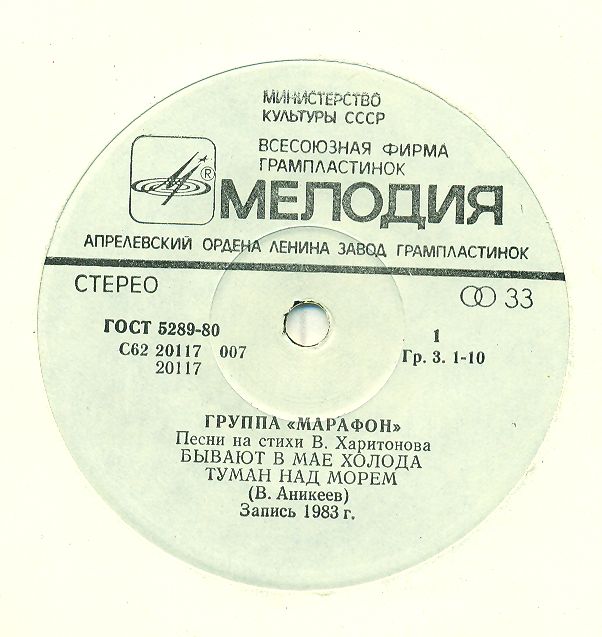 МИНИСТЕРСТВО
КУЛЬТУРЫ СССР
ВСЕСОЮЗНАЯ ФИРМА
ГРАМПЛАСТИНОК
® МЕЛОДИЯ
АПРЕЛЕВСКИЙ ОРДЕНА ЛЕНИНА ЗАВОД ГРАМПЛАСТИНОК
СТЕРЕО 33
ГОСТ 5289-80 1
С62 20117 007 Гр. 3. 1-10
20117
ГРУППА «МАРАФОН»
Песни на стихи В. Харитонова
БЫВАЮТ В МАЕ ХОЛОДА
ТУМАН НАД МОРЕМ
(В. Аникеев)
Запись 1983 г.